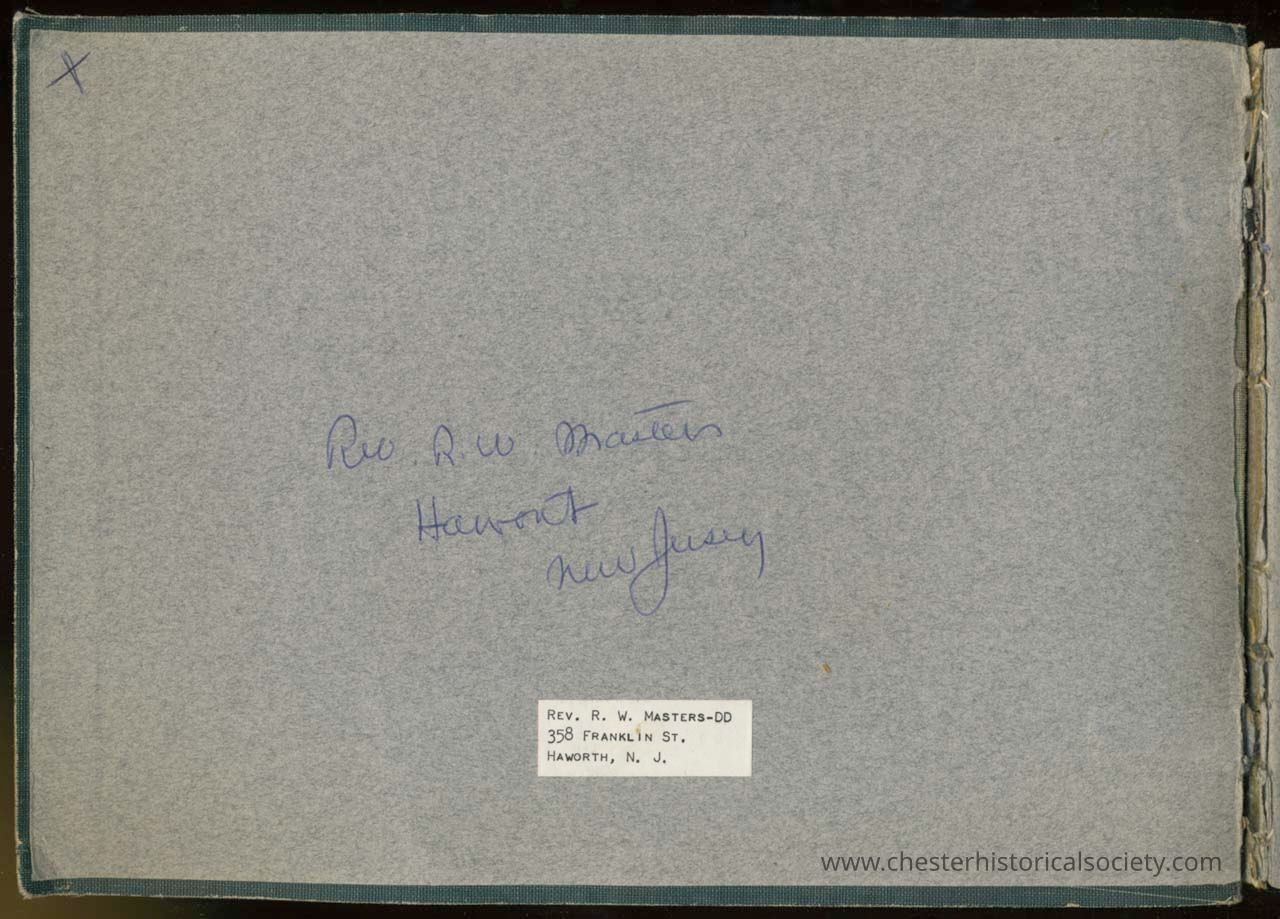 X
Rev. R. W. Masters
Haworth
New Jersey
REV. R. W. MASTERS-DD
358 FRANKLIN ST.
HAWORTH, N. J.
www.chesterhistoricalsociety.com